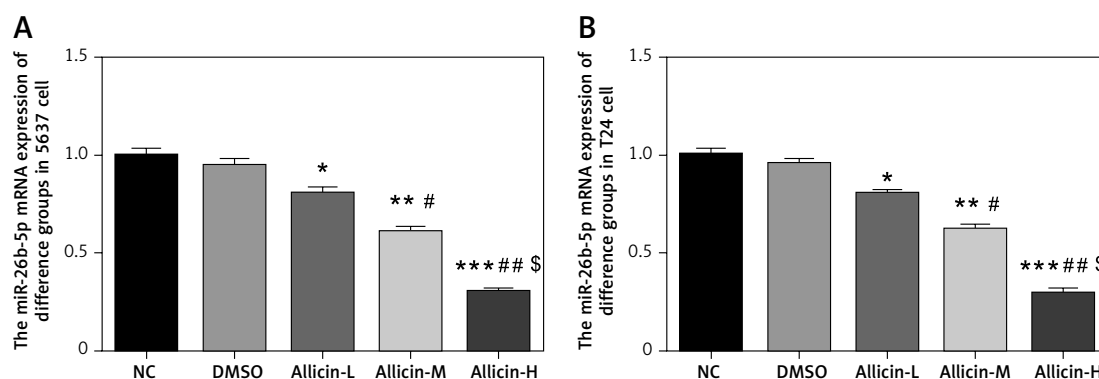 A
The miR-26b-5p mRNA expression of
difference groups in 5637 cell
1.5
1.0
0.5
0
*
** #
***## $
NC DMSO Allicin-L Allicin-M Allicin-H
B
The miR-26b-5p mRNA expression of
difference groups in T24 cell
1.5
1.0
0.5
0
*
** #
***## $
NC DMSO Allicin-L Allicin-M Allicin-H